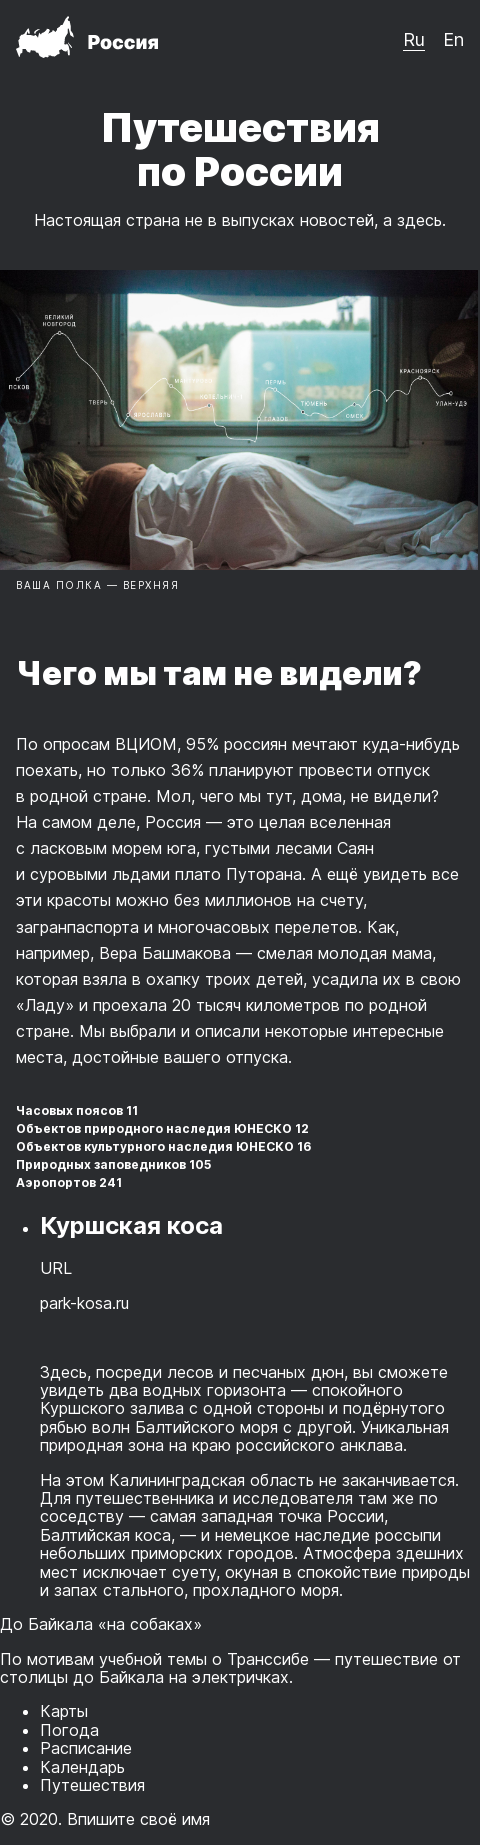 Россия
Ru En
Путешествия
по России
Настоящая страна не в выпусках новостей, а здесь.
ВЕЛИКИЙ
НОВГОРОД
ПСКОВ
ТВЕРЬ
ЯРОСЛАВЛЬ
ГЛАЗОВ
ПЕРМЬ
ТЮМЕНЬ
ОМСК
КРАСНОЯРСК
УЛАН-УДЭ
ВАША ПОЛКА — ВЕРХНЯЯ
Чего мы там не видели?
По опросам ВЦИОМ, 95% россиян мечтают куда-нибудь
поехать, но только 36% планируют провести отпуск
в родной стране. Мол, чего мы тут, дома, не видели?
На самом деле, Россия — это целая вселенная
с ласковым морем юга, густыми лесами Саян
и суровыми льдами плато Путорана. А ещё увидеть все
эти красоты можно без миллионов на счету,
загранпаспорта и многочасовых перелетов. Как,
например, Вера Башмакова — смелая молодая мама,
которая взяла в охапку троих детей, усадила их в свою
«Ладу» и проехала 20 тысяч километров по родной
стране. Мы выбрали и описали некоторые интересные
места, достойные вашего отпуска.
Часовых поясов 11
Объектов природного наследия ЮНЕСКО 12
Объектов культурного наследия ЮНЕСКО 16
Природных заповедников 105
Аэропортов 241
Куршская коса
URL
park-kosa.ru
Здесь, посреди лесов и песчаных дюн, вы сможете
увидеть два водных горизонта — спокойного
Куршского залива с одной стороны и подёрнутого
рябью волн Балтийского моря с другой. Уникальная
природная зона на краю российского анклава.
На этом Калининградская область не заканчивается.
Для путешественника и исследователя там же по
соседству — самая западная точка России,
Балтийская коса, — и немецкое наследие россыпи
небольших приморских городов. Атмосфера здешних
мест исключает суету, окуная в спокойствие природы
и запах стального, прохладного моря.
До Байкала «на собаках»
По мотивам учебной темы о Транссибе — путешествие от
столицы до Байкала на электричках.
Карты
Погода
Расписание
Календарь
Путешествия
© 2020. Впишите своё имя